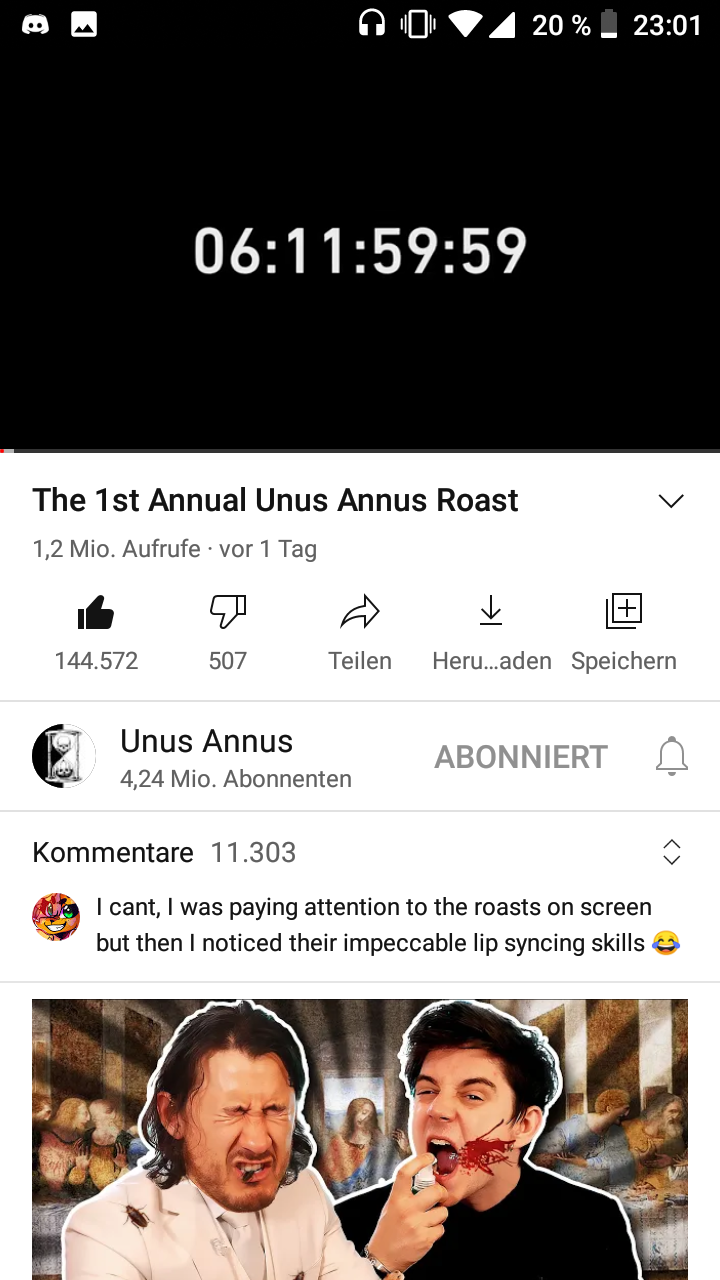 20 % 23:01
06:11:59:59
The 1st Annual Unus Annus Roast
1,2 Mio. Aufrufe · vor 1 Tag
144.572 507 Teilen Heru...aden Speichern
Unus Annus
4,24 Mio. Abonnenten
ABONNIERT
Kommentare 11.303
I cant, I was paying attention to the roasts on screen
but then I noticed their impeccable lip syncing skills 😂